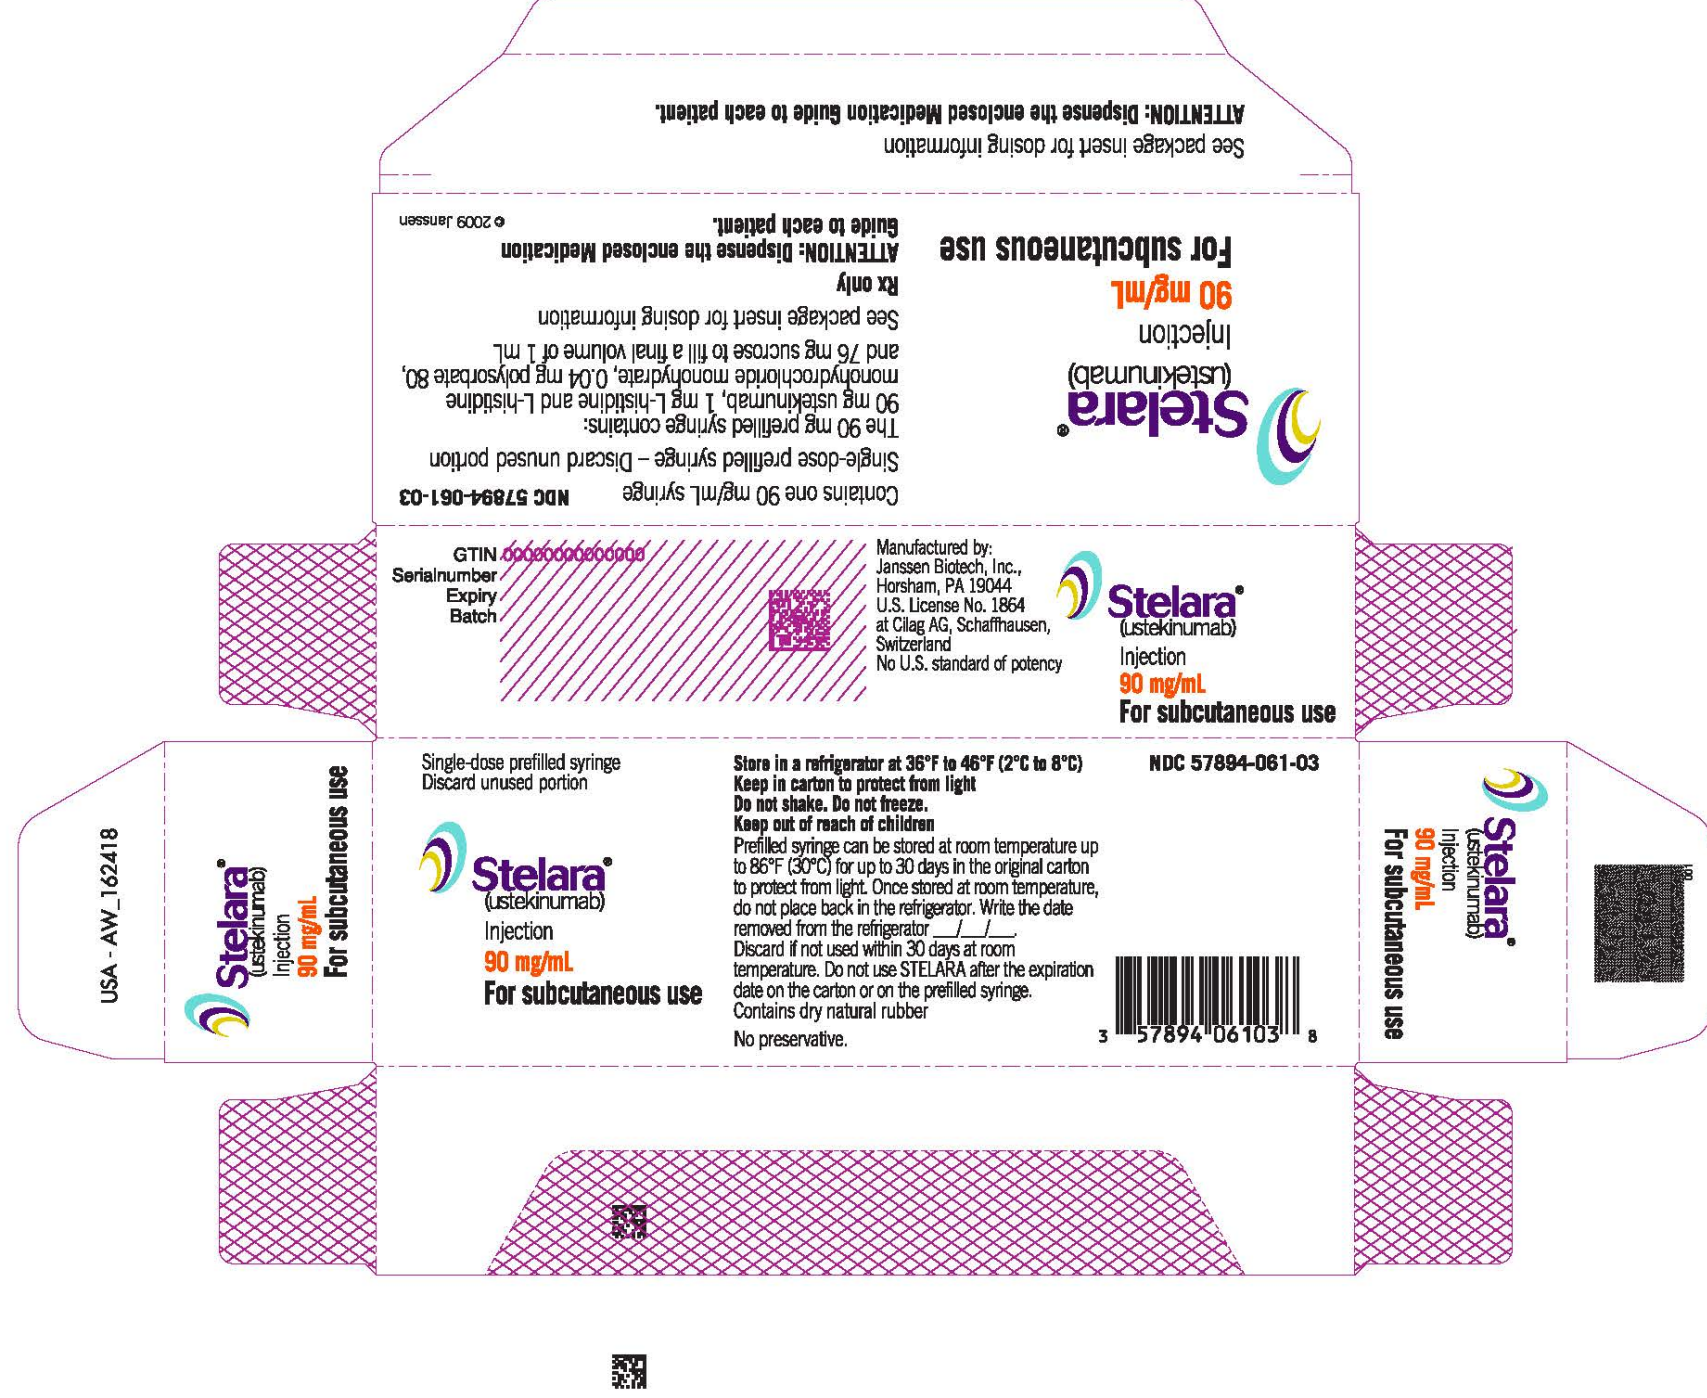 ATTENTION: Dispense the enclosed Medication Guide to each patient.
See package insert for dosing information
Stelara®
(ustekinumab)
Injection
90 mg/mL
For subcutaneous use
Contains one 90 mg/mL syringe NDC 57894-061-03
Single-dose prefilled syringe – Discard unused portion
The 90 mg prefilled syringe contains:
90 mg ustekinumab, 1 mg L-histidine and L-histidine
monohydrochloride monohydrate, 0.04 mg polysorbate 80,
and 76 mg sucrose to fill a final volume of 1 mL
See package insert for dosing information
Rx only
ATTENTION: Dispense the enclosed Medication
Guide to each patient.
© 2009 Janssen
GTIN 00000000000000
Serialnumber
Expiry
Batch
Manufactured by:
Janssen Biotech, Inc.,
Horsham, PA 19044
U.S. License No. 1864
at Cilag AG, Schaffhausen,
Switzerland
No U.S. standard of potency
Stelara®
(ustekinumab)
Injection
90 mg/mL
For subcutaneous use
USA - AW_162418
Stelara®
(ustekinumab)
Injection
90 mg/mL
For subcutaneous use
Single-dose prefilled syringe
Discard unused portion
Stelara®
(ustekinumab)
Injection
90 mg/mL
For subcutaneous use
Store in a refrigerator at 36°F to 46°F (2°C to 8°C)
Keep in carton to protect from light
Do not shake. Do not freeze.
Keep out of reach of children
Prefilled syringe can be stored at room temperature up
to 86°F (30°C) for up to 30 days in the original carton
to protect from light. Once stored at room temperature,
do not place back in the refrigerator. Write the date
removed from the refrigerator ___/___/___.
Discard if not used within 30 days at room
temperature. Do not use STELARA after the expiration
date on the carton or on the prefilled syringe.
Contains dry natural rubber
No preservative.
NDC 57894-061-03
3 57894 06103 8
Stelara®
(ustekinumab)
Injection
90 mg/mL
For subcutaneous use